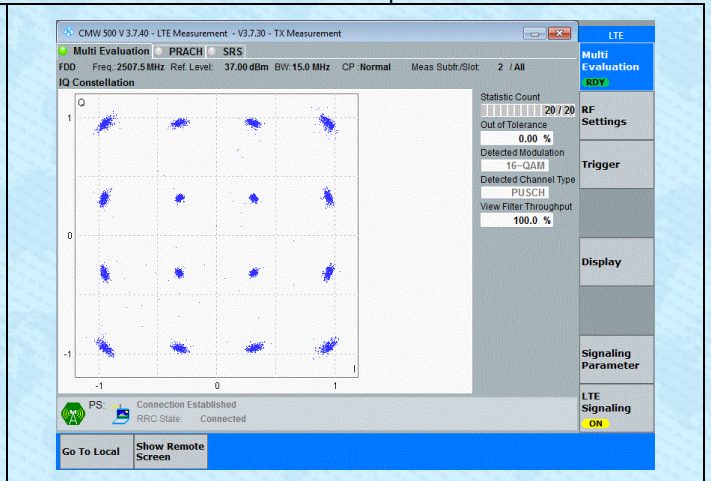 CMW 500 V 3.7.40 - LTE Measurement - V3.7.30 - TX Measurement
LTE
Multi Evaluation PRACH SRS
FDD Freq.:2507.5 MHz Ref. Level: 37.00 dBm BW:15.0 MHz CP :Normal Meas Subfr./Slot: 2 / All
IQ Constellation
Q
1
0
-1
-1 0 1
I
Statistic Count
20 / 20
Out of Tolerance
0.00 %
Detected Modulation
16-QAM
Detected Channel Type
PUSCH
View Filter Throughput
100.0 %
Multi
Evaluation
RDY
RF
Settings
Trigger
Display
Signaling
Parameter
LTE
Signaling
ON
PS: Connection Established
RRC State: Connected
Go To Local
Show Remote
Screen